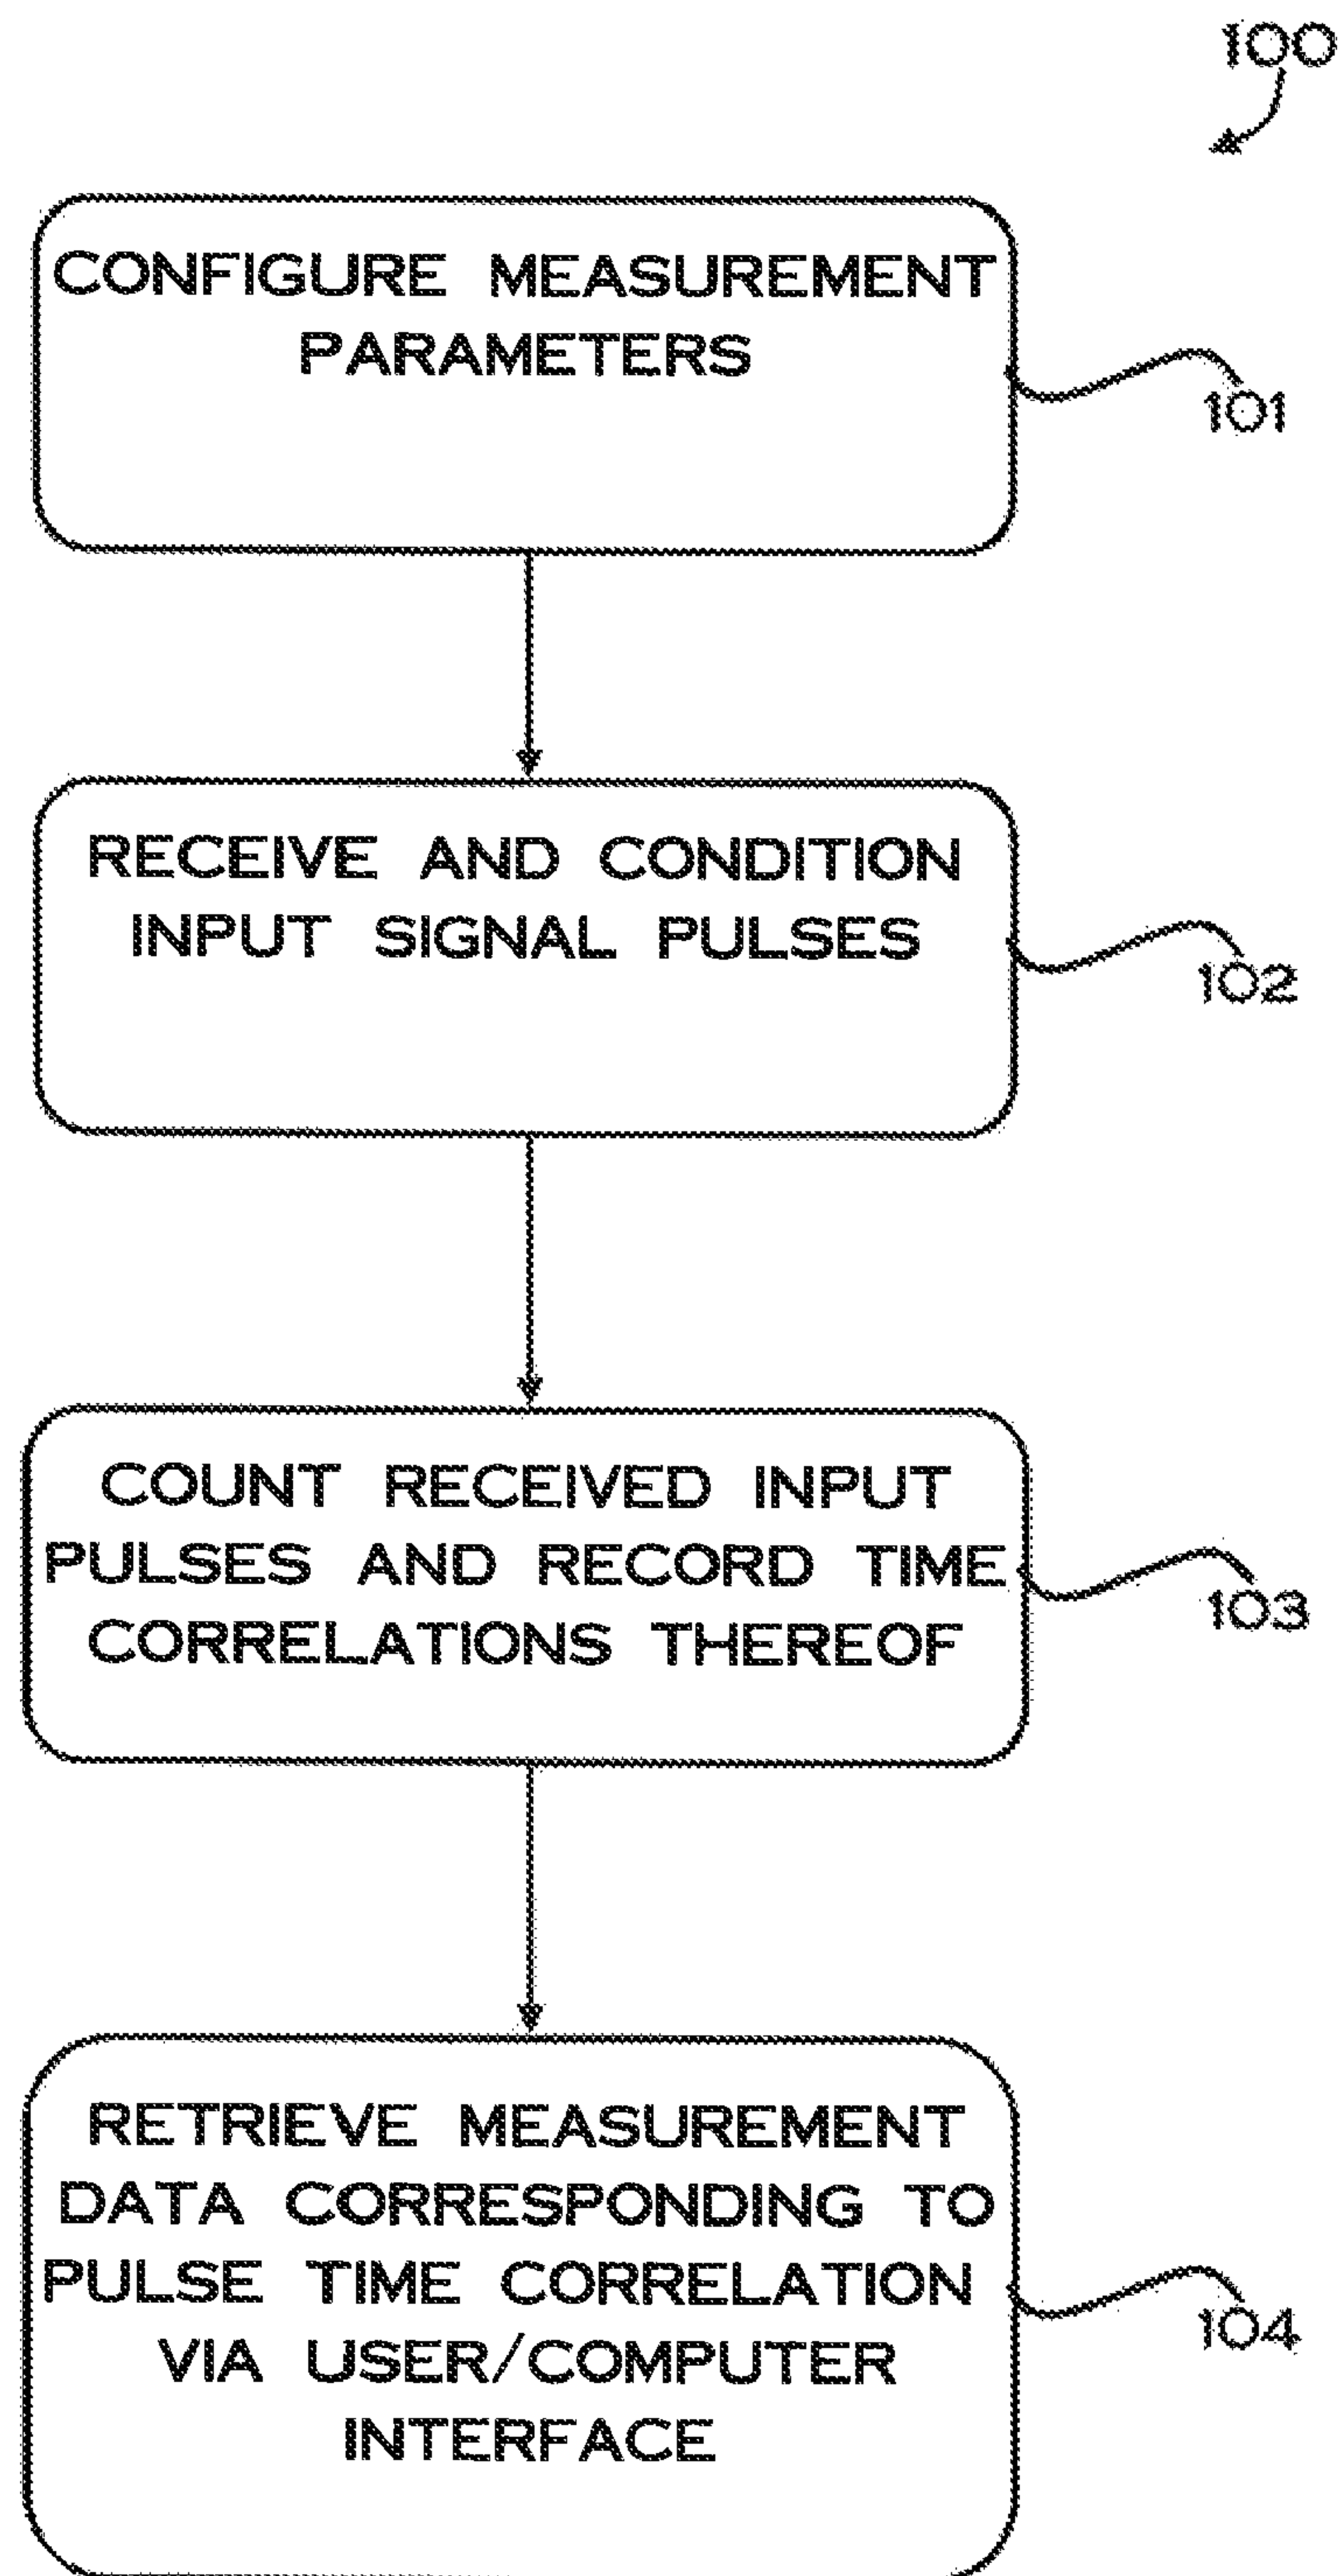 100
CONFIGURE MEASUREMENT
PARAMETERS
101
RECEIVE AND CONDITION
INPUT SIGNAL PULSES
102
COUNT RECEIVED INPUT
PULSES AND RECORD TIME
CORRELATIONS THEREOF
103
RETRIEVE MEASUREMENT
DATA CORRESPONDING TO
PULSE TIME CORRELATION
VIA USER/COMPUTER
INTERFACE
104